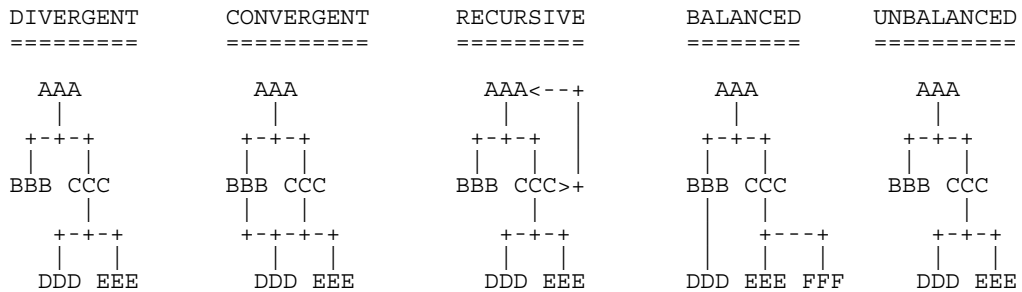 DIVERGENT CONVERGENT RECURSIVE BALANCED UNBALANCED
========= ========== ========= ======== ==========
AAA AAA AAA<--+ AAA AAA
| | | | | |
+-+-+ +-+-+ +-+-+ | +-+-+ +-+-+
| | | | | | | | | | |
BBB CCC BBB CCC BBB CCC>+ BBB CCC BBB CCC
| | | | | | |
+-+-+ +-+-+-+ +-+-+ | +---+ +-+-+
| | | | | | | | | | |
DDD EEE DDD EEE DDD EEE DDD EEE FFF DDD EEE